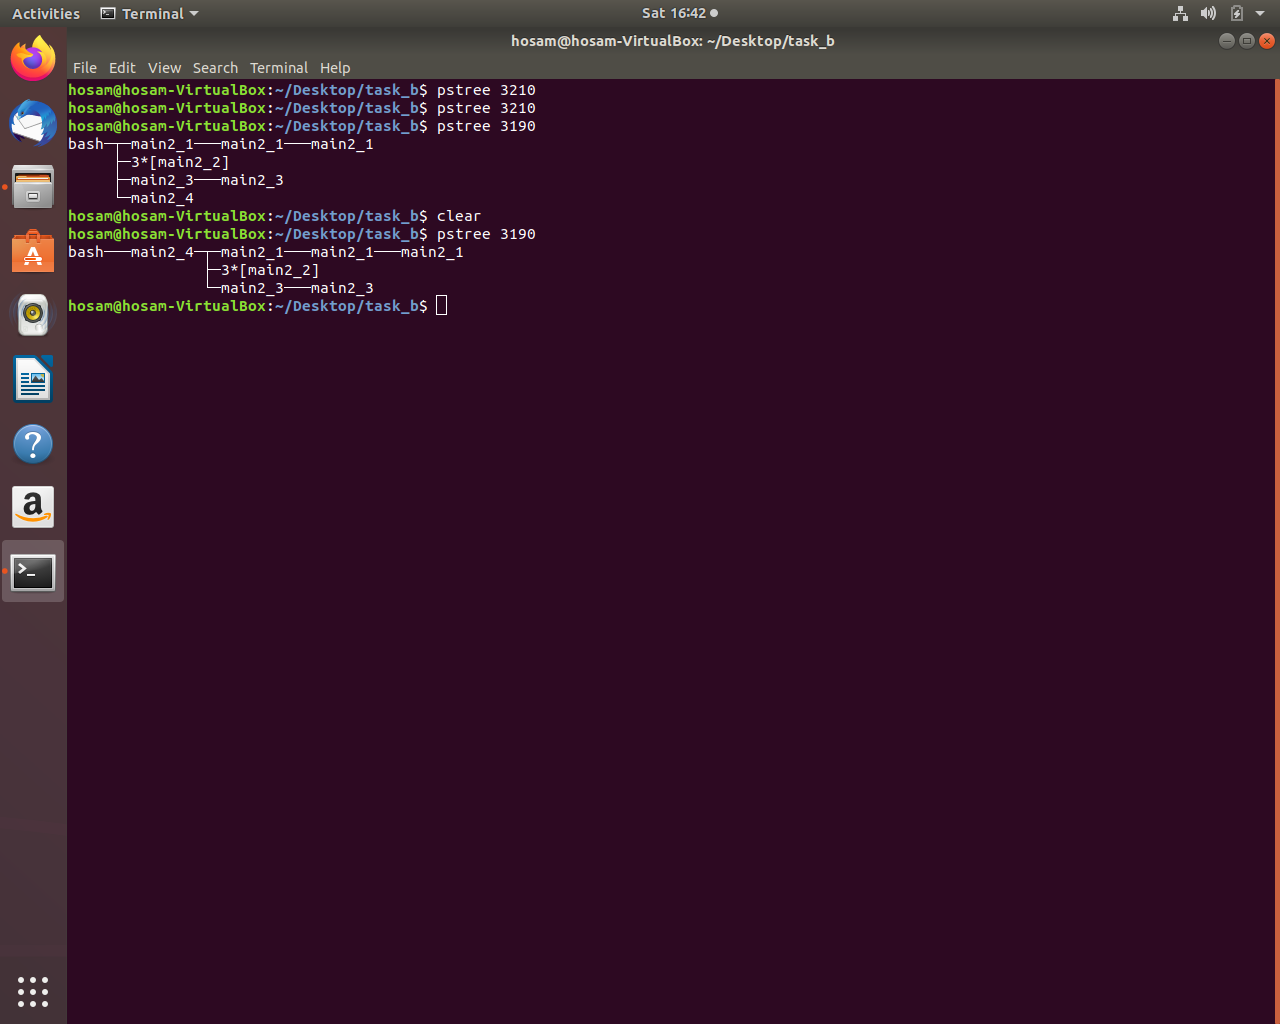 Activities Terminal Sat 16:42
hosam@hosam-VirtualBox: ~/Desktop/task_b
File Edit View Search Terminal Help
hosam@hosam-VirtualBox:~/Desktop/task_b$ pstree 3210
hosam@hosam-VirtualBox:~/Desktop/task_b$ pstree 3210
hosam@hosam-VirtualBox:~/Desktop/task_b$ pstree 3190
bash─┬─main2_1───main2_1───main2_1
     ├─3*[main2_2]
     ├─main2_3───main2_3
     └─main2_4
hosam@hosam-VirtualBox:~/Desktop/task_b$ clear
hosam@hosam-VirtualBox:~/Desktop/task_b$ pstree 3190
bash───main2_4─┬─main2_1───main2_1───main2_1
               ├─3*[main2_2]
               └─main2_3───main2_3
hosam@hosam-VirtualBox:~/Desktop/task_b$